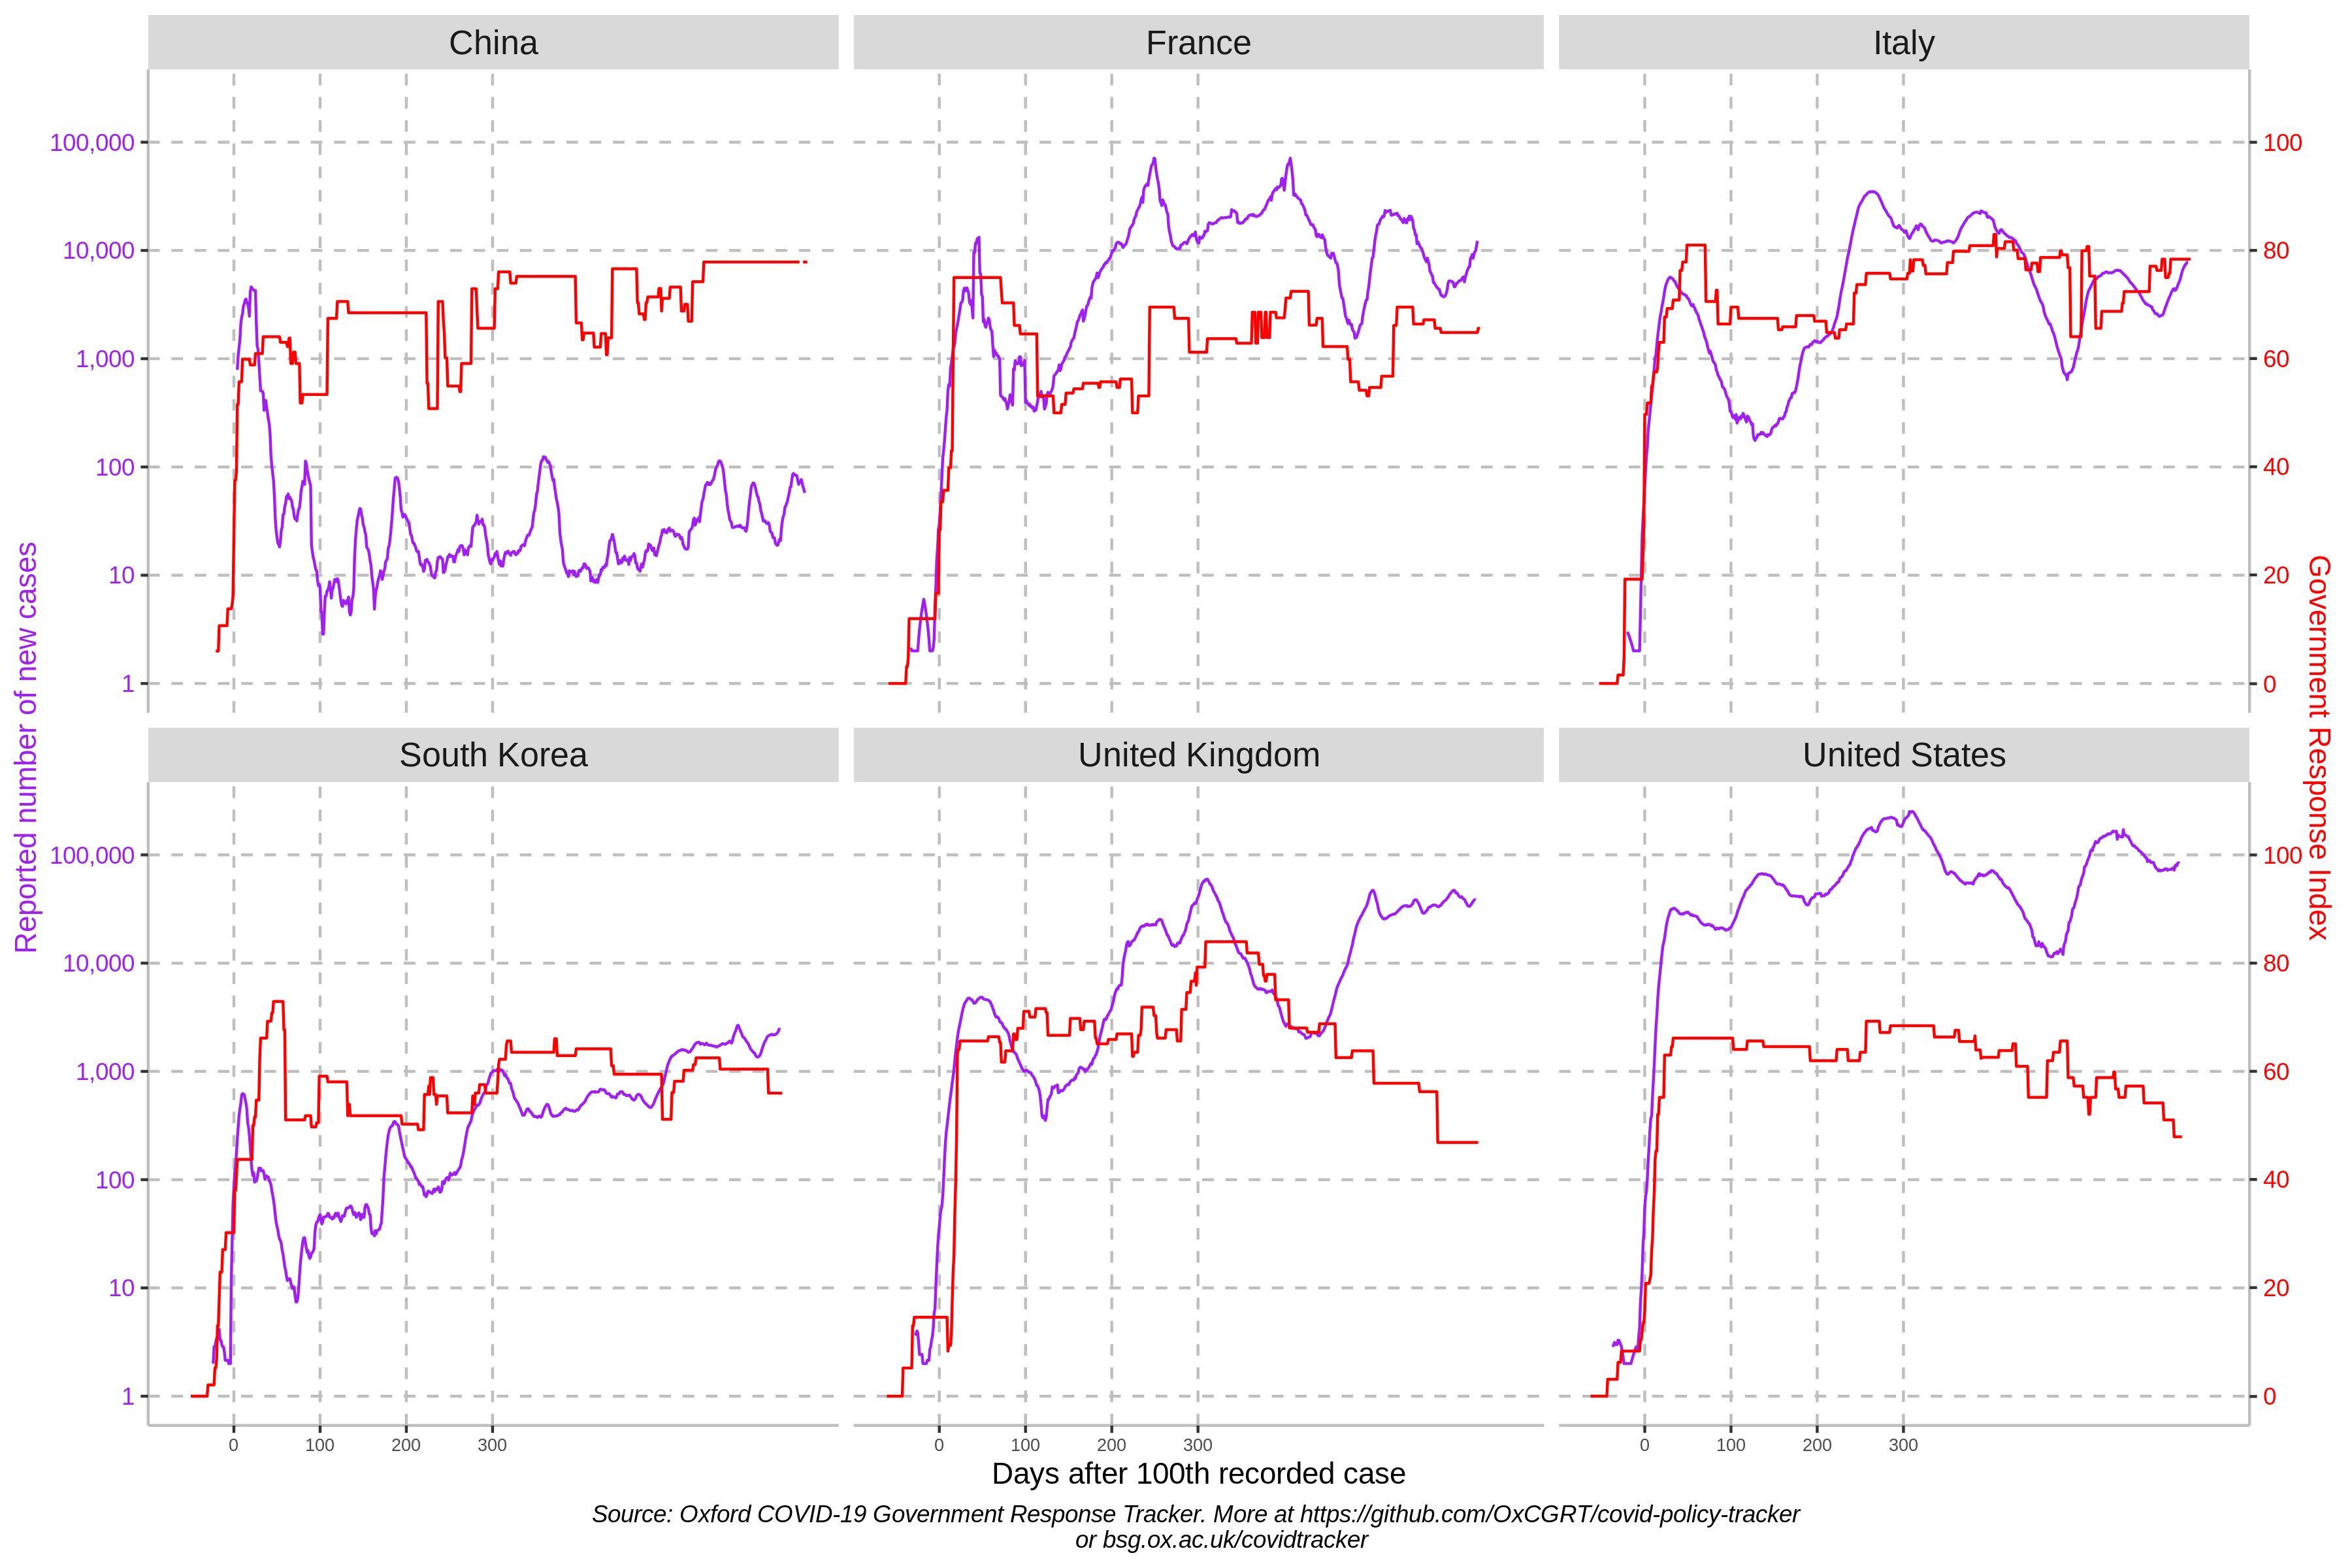 China
France
Italy
100,000
10,000
1,000
100
10
1
100
80
60
40
20
0
Reported number of new cases
Government Response Index
South Korea
United Kingdom
United States
100,000
10,000
1,000
100
10
1
100
80
60
40
20
0
0 100 200 300
0 100 200 300
0 100 200 300
Days after 100th recorded case
Source: Oxford COVID-19 Government Response Tracker. More at https://github.com/OxCGRT/covid-policy-tracker
or bsg.ox.ac.uk/covidtracker